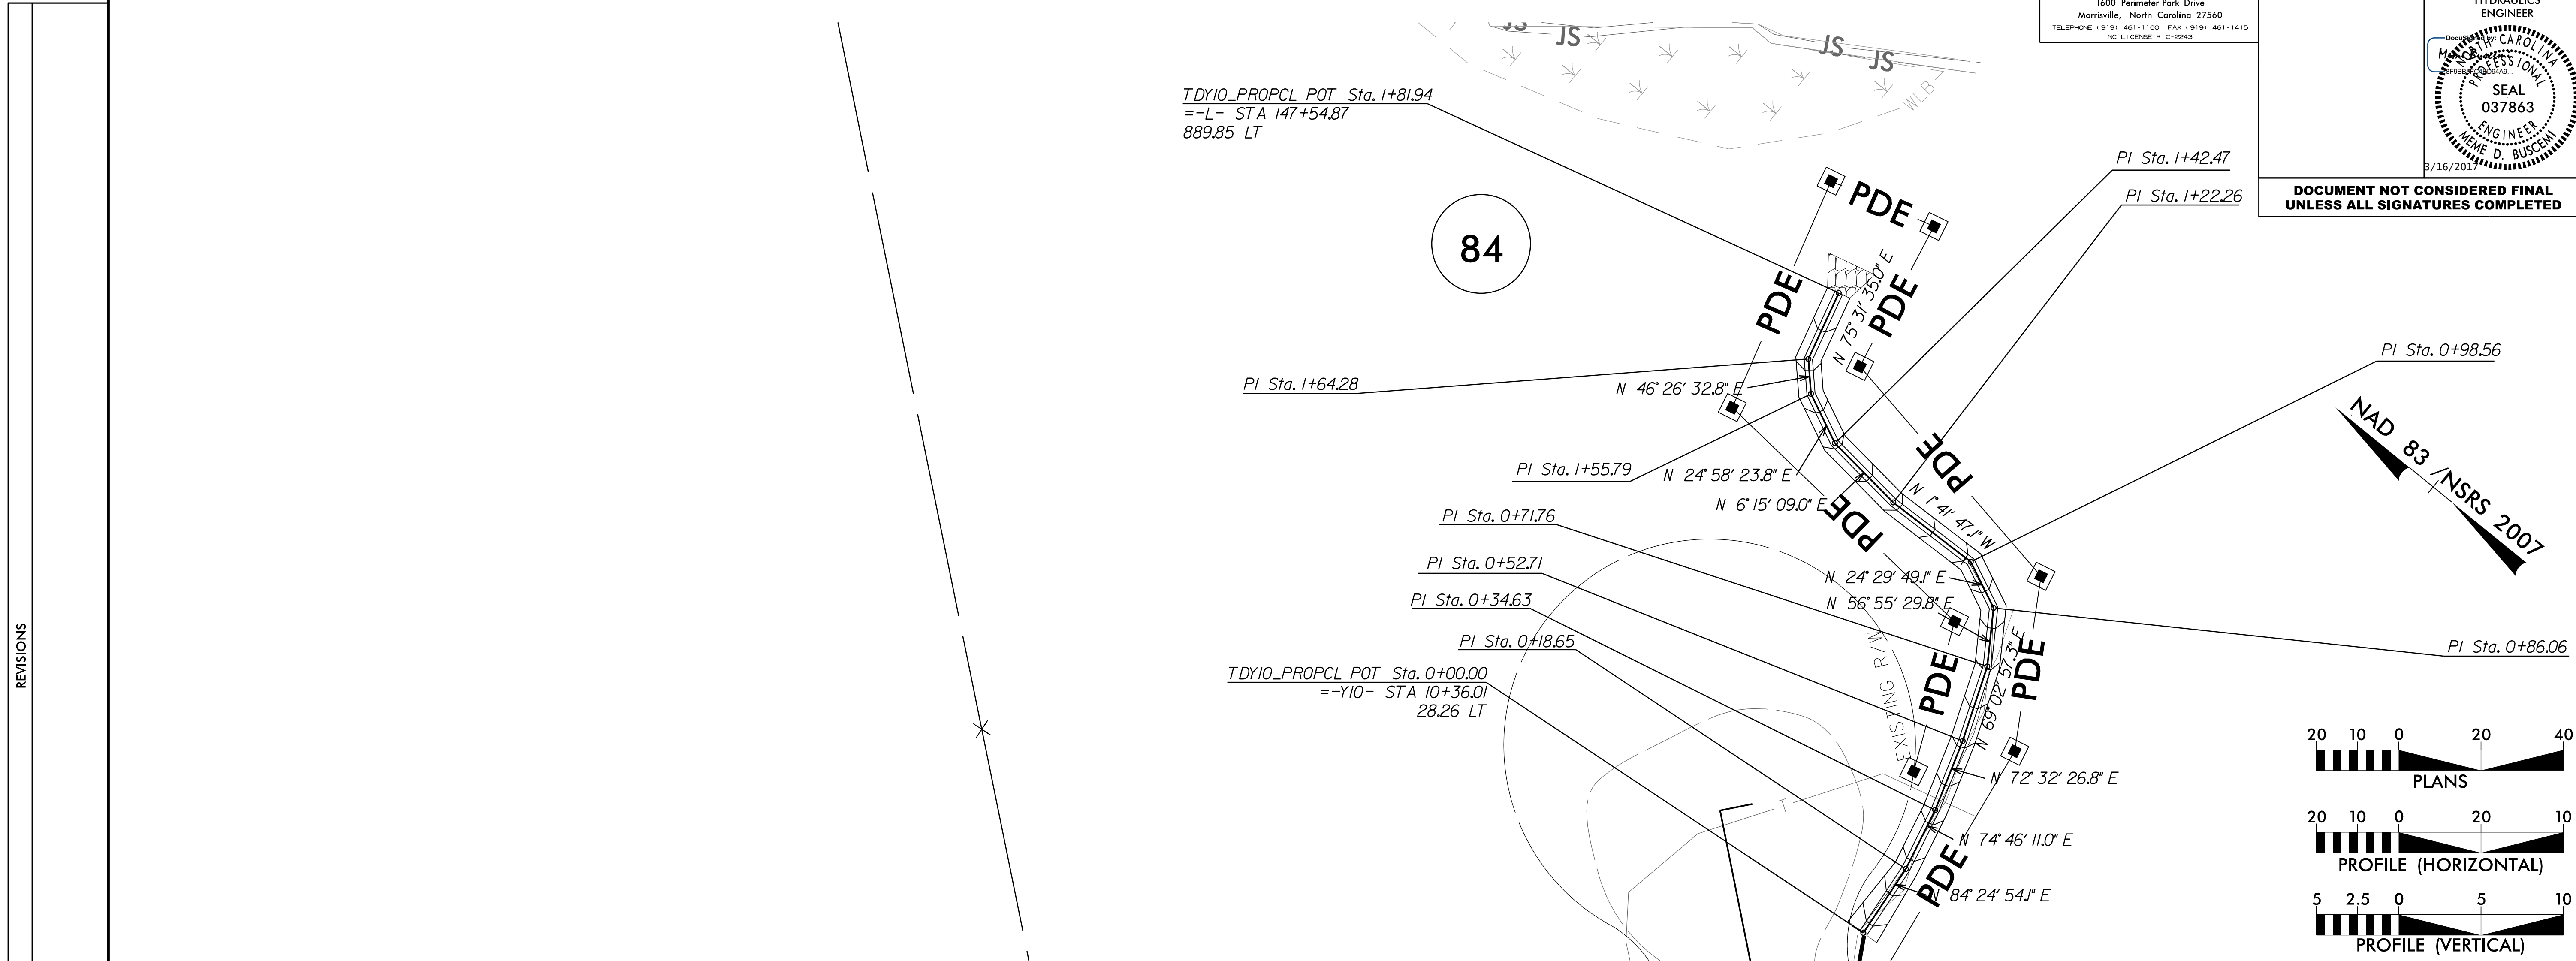 1600 Perimeter Park Drive
Morrisville, North Carolina 27560
TELEPHONE (919) 461-1100 FAX (919) 461-1415
NC LICENSE # C-2243
HYDRAULICS
ENGINEER
DocuSigned by:
NORTH CAROLINA
PROFESSIONAL
SEAL
037863
ENGINEER
MEME D. BUSCEMI
3/16/2017
DOCUMENT NOT CONSIDERED FINAL
UNLESS ALL SIGNATURES COMPLETED
JS
JS
JS
JS
WLB
TDY10_PROPCL POT Sta. 1+81.94
=-L- STA 147+54.87
889.85 LT
PI Sta. 1+42.47
PI Sta. 1+22.26
84
PDE
PDE
PDE
N 75° 31' 35.0" E
PI Sta. 0+98.56
PI Sta. 1+64.28
N 46° 26' 32.8" E
NAD 83 /NSRS 2007
PI Sta. 1+55.79
N 24° 58' 23.8" E
N 6° 15' 09.0" E
PDE
PDE
N 1° 41' 47.1" W
PI Sta. 0+71.76
PI Sta. 0+52.71
N 24° 29' 49.1" E
PI Sta. 0+34.63
N 56° 55' 29.8" E
PI Sta. 0+18.65
PI Sta. 0+86.06
TDY10_PROPCL POT Sta. 0+00.00
=-Y10- STA 10+36.01
28.26 LT
EXISTING R/W
PDE
PDE
N 69° 02' 57.3" E
N 72° 32' 26.8" E
T
N 74° 46' 11.0" E
PDE
N 84° 24' 54.1" E
REVISIONS
20 10 0 20 40
PLANS
20 10 0 20 10
PROFILE (HORIZONTAL)
5 2.5 0 5 10
PROFILE (VERTICAL)